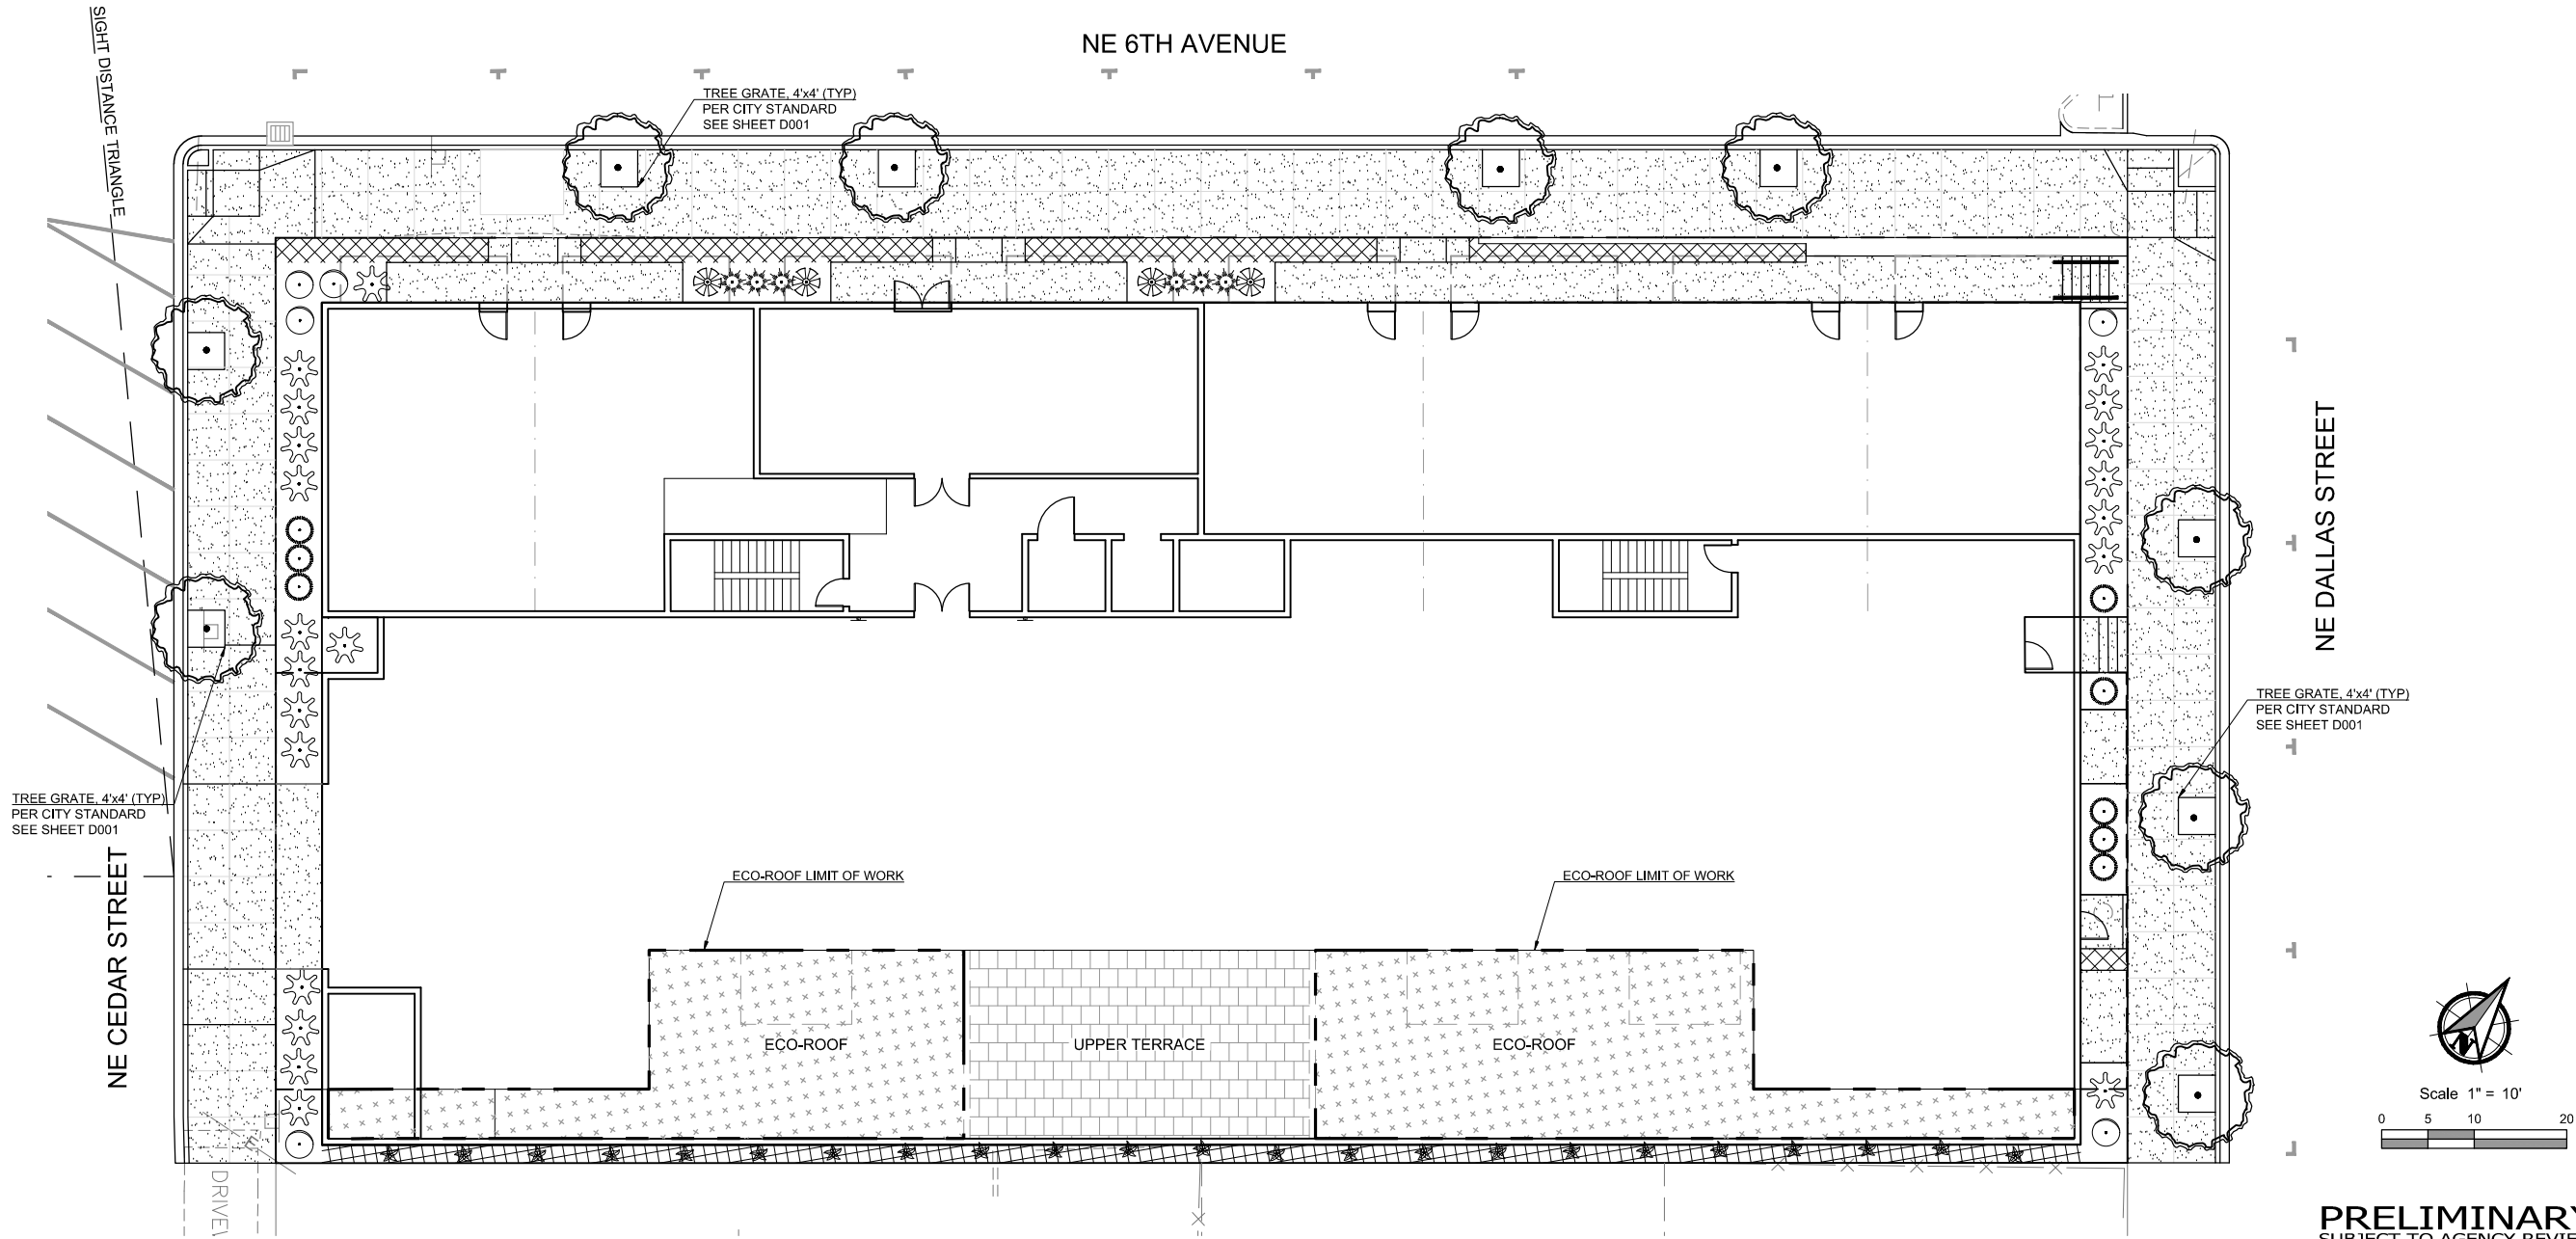 NE 6TH AVENUE
SIGHT DISTANCE TRIANGLE
TREE GRATE, 4'x4' (TYP)
PER CITY STANDARD
SEE SHEET D001
NE DALLAS STREET
TREE GRATE, 4'x4' (TYP)
PER CITY STANDARD
SEE SHEET D001
TREE GRATE, 4'x4' (TYP)
PER CITY STANDARD
SEE SHEET D001
NE CEDAR STREET
ECO-ROOF LIMIT OF WORK
ECO-ROOF LIMIT OF WORK
ECO-ROOF
UPPER TERRACE
ECO-ROOF
N
Scale 1" = 10'
0 5 10 20
PRELIMINARY